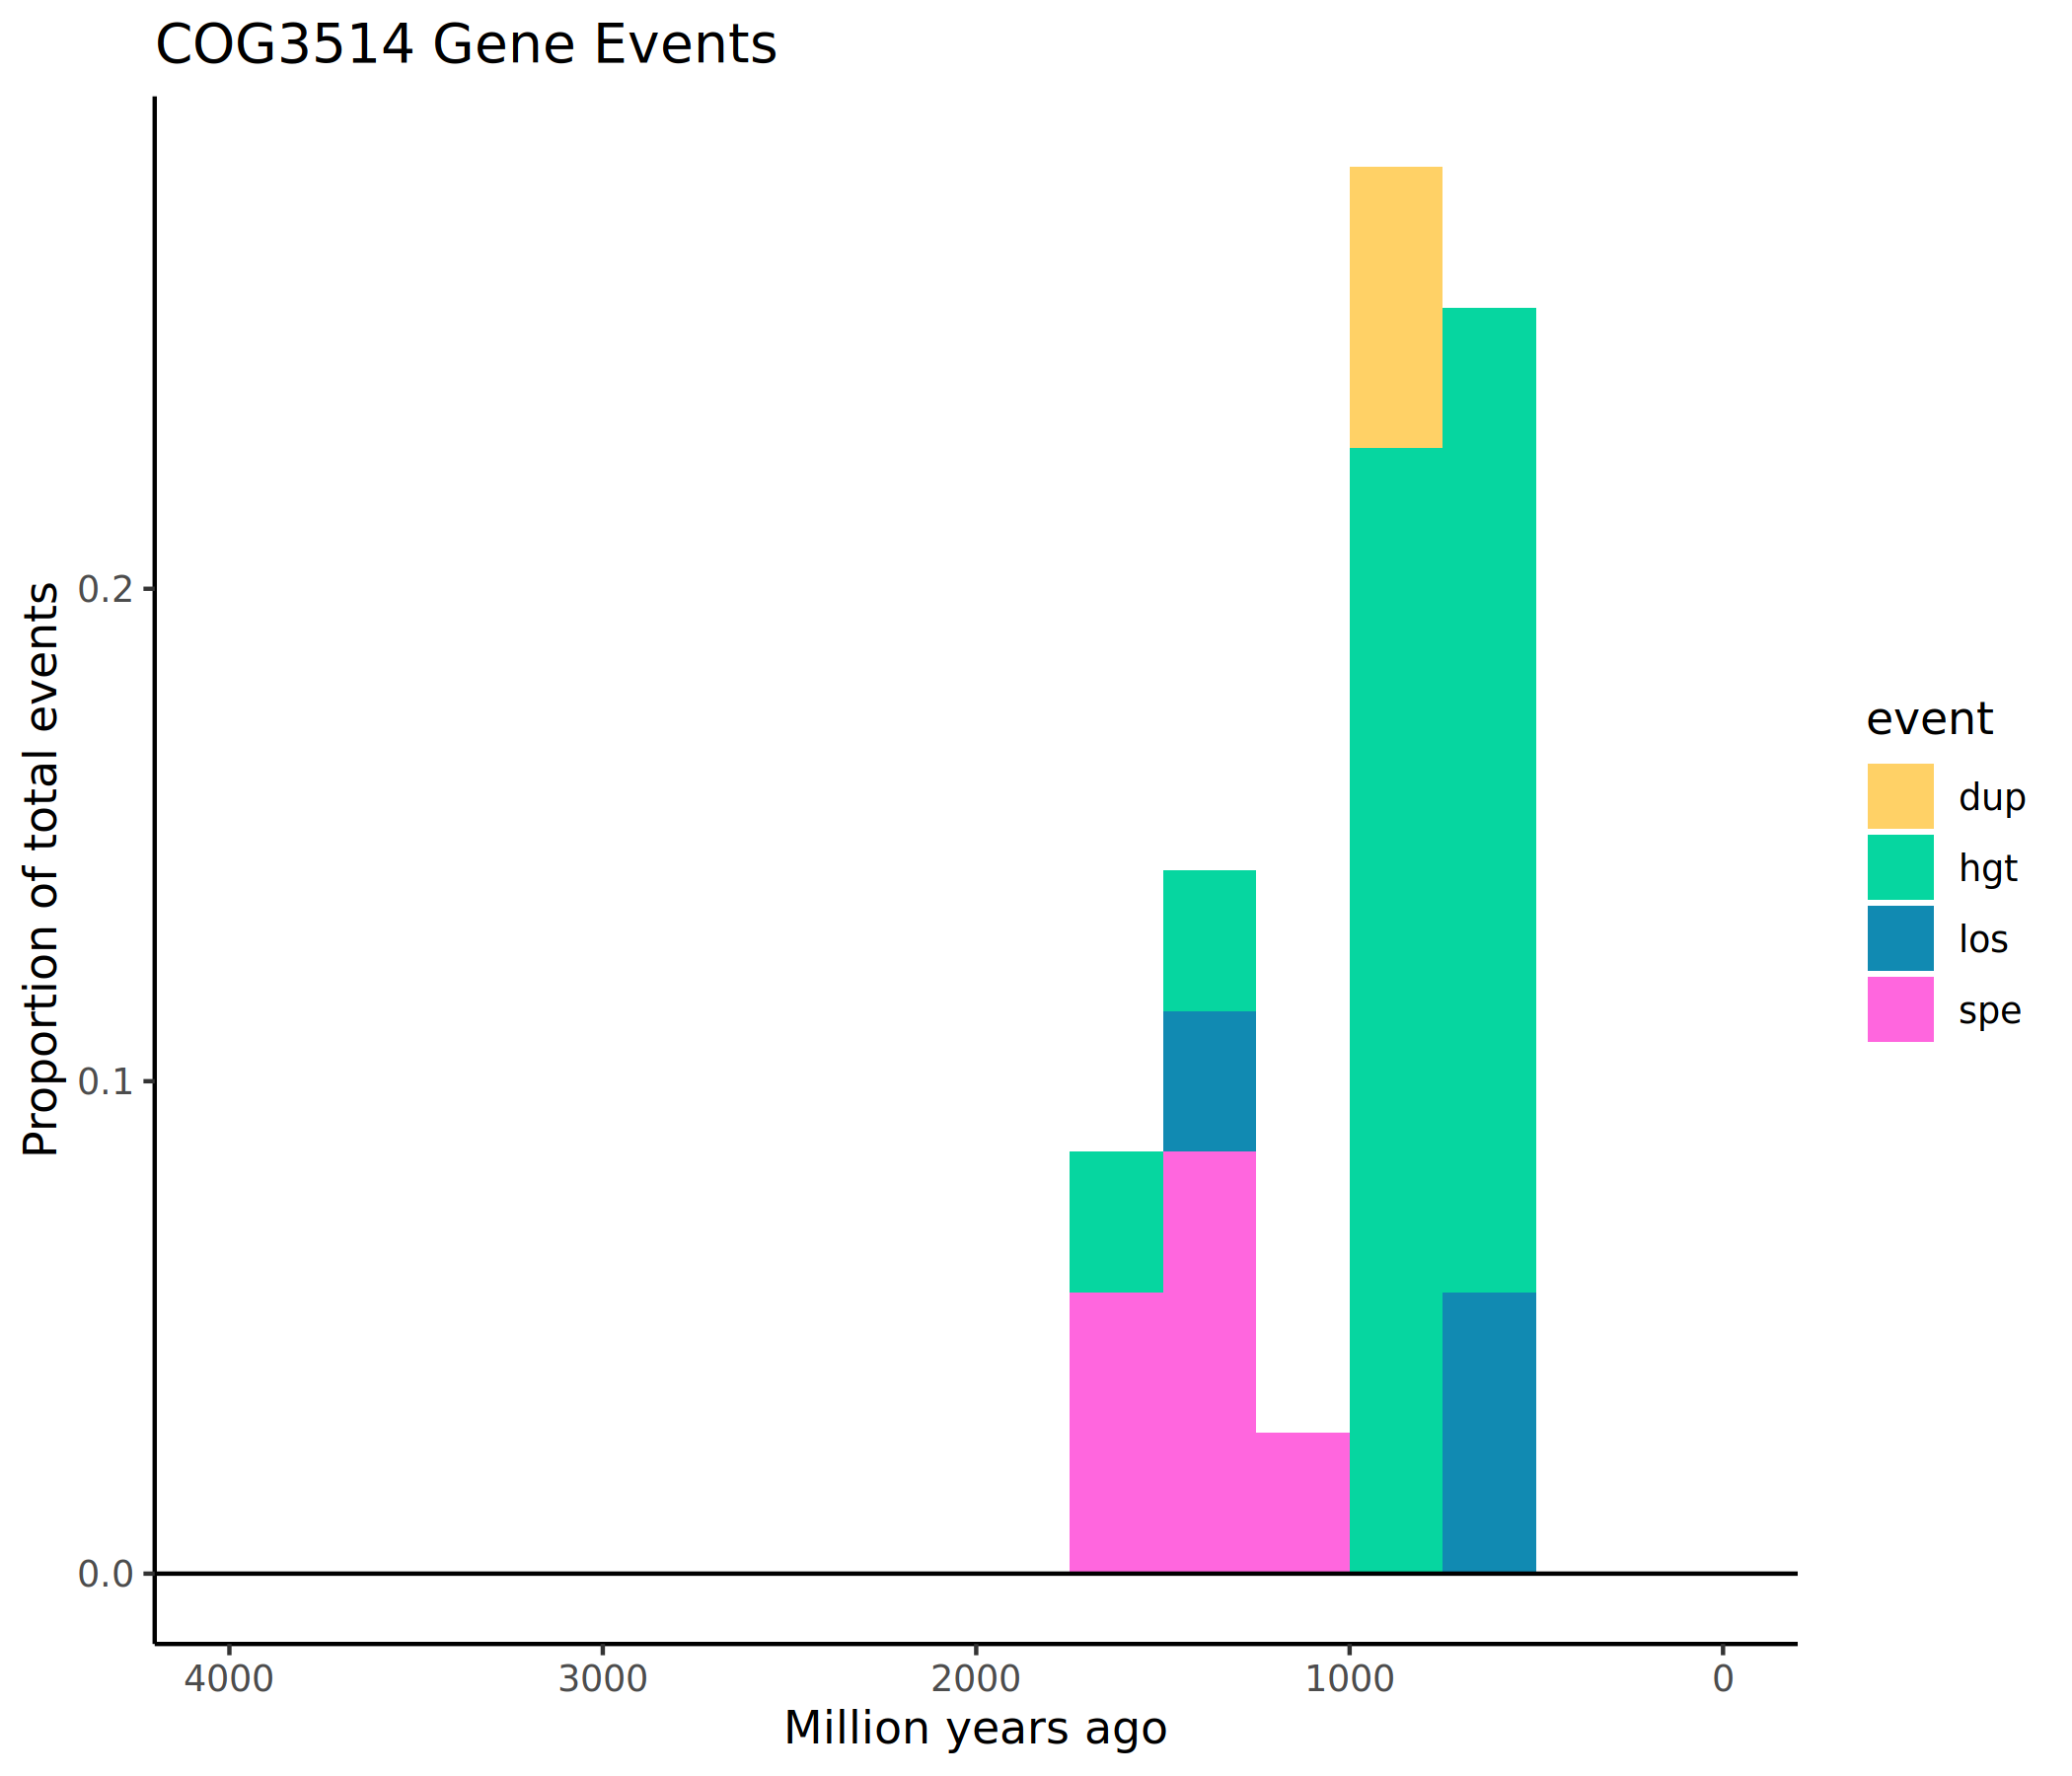 COG3514 Gene Events
Proportion of total events
0.2
0.1
0.0
4000 3000 2000 1000 0
Million years ago
event
dup
hgt
los
spe